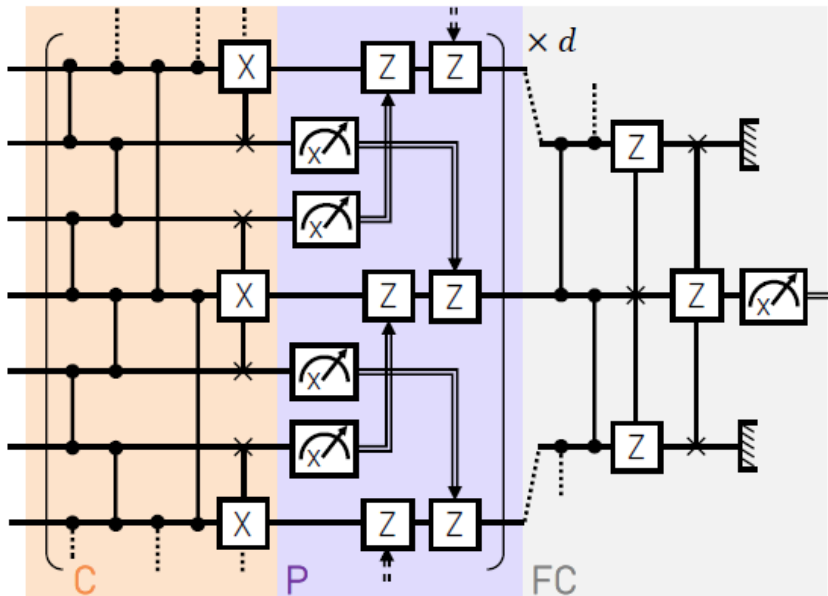 X Z Z × d
X Z
X
X Z Z Z X
X
X Z
X Z Z
C P FC